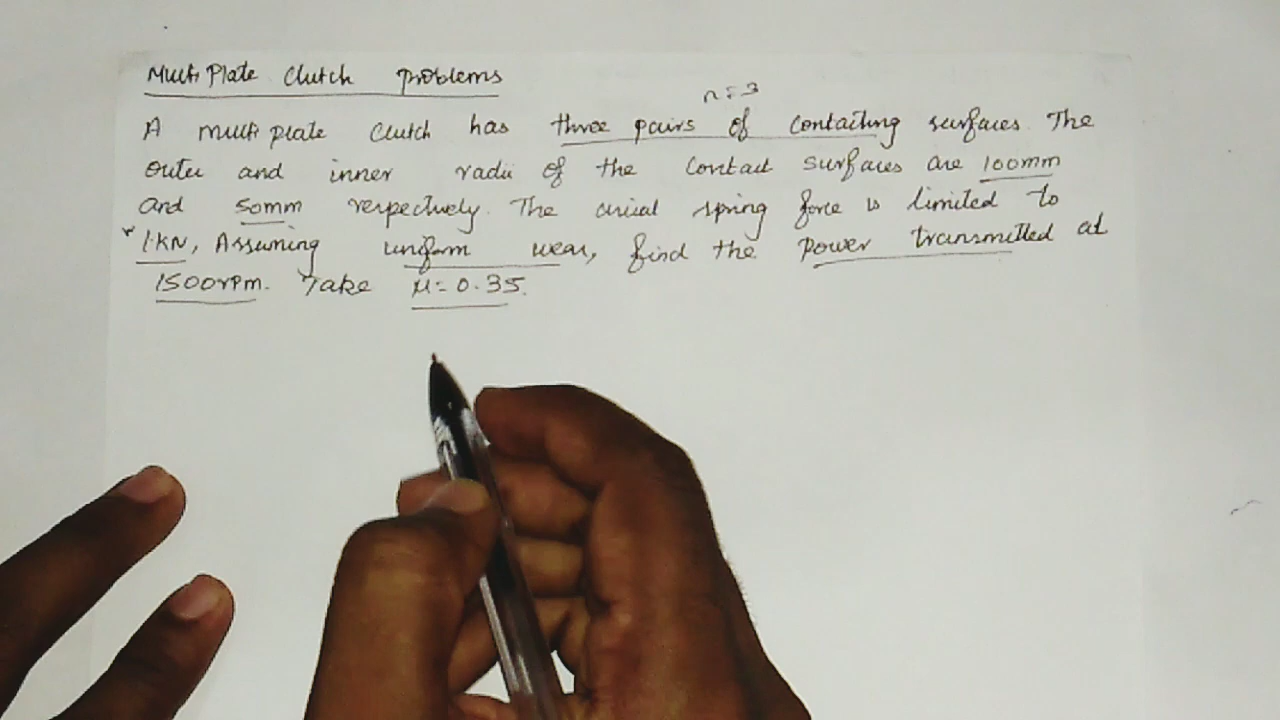 Multi Plate Clutch Problems
n=3
A multi plate clutch has three pairs of contacting surfaces. The
outer and inner radii of the contact surfaces are 100mm
and 50mm respectively. The axial spring force is limited to
1KN, Assuming uniform wear, find the power transmitted at
1500rpm. Take μ=0.35.